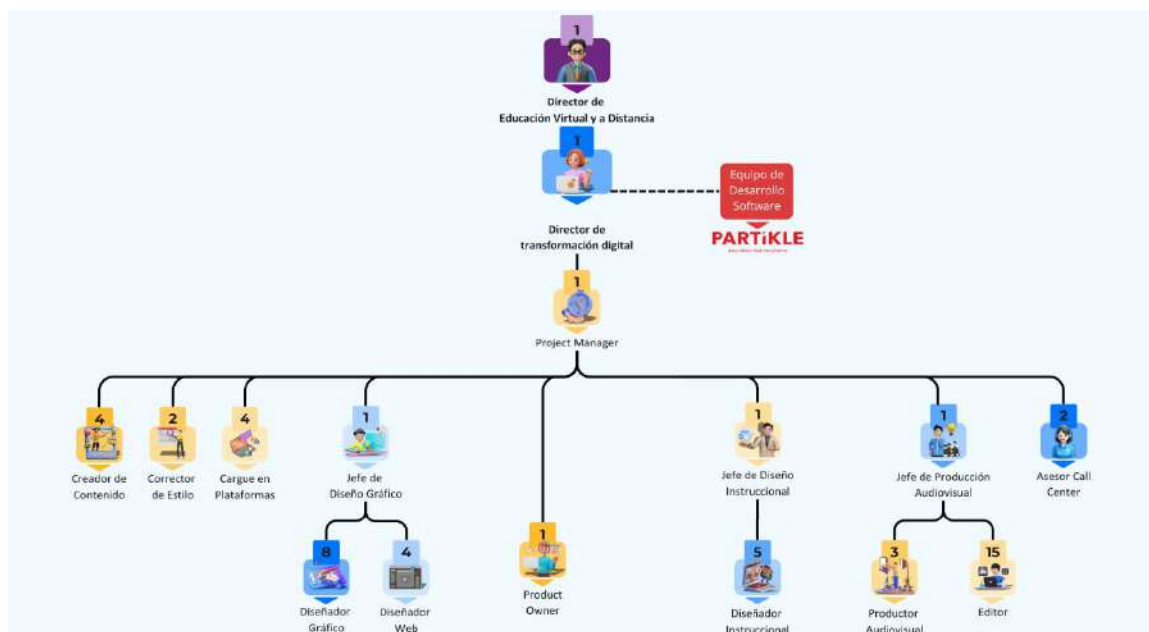 1
Director de
Educación Virtual y a Distancia
1
Equipo de
Desarrollo
Software
PARTiKLE
Director de
transformación digital
1
Project Manager
4
Creador de
Contenido
2
Corrector
de Estilo
4
Cargue en
Plataformas
1
Jefe de
Diseño Gráfico
1
Jefe de Diseño
Instruccional
1
Jefe de Producción
Audiovisual
2
Asesor Call
Center
8
Diseñador
Gráfico
4
Diseñador
Web
1
Product
Owner
5
Diseñador
Instruccional
3
Productor
Audiovisual
15
Editor